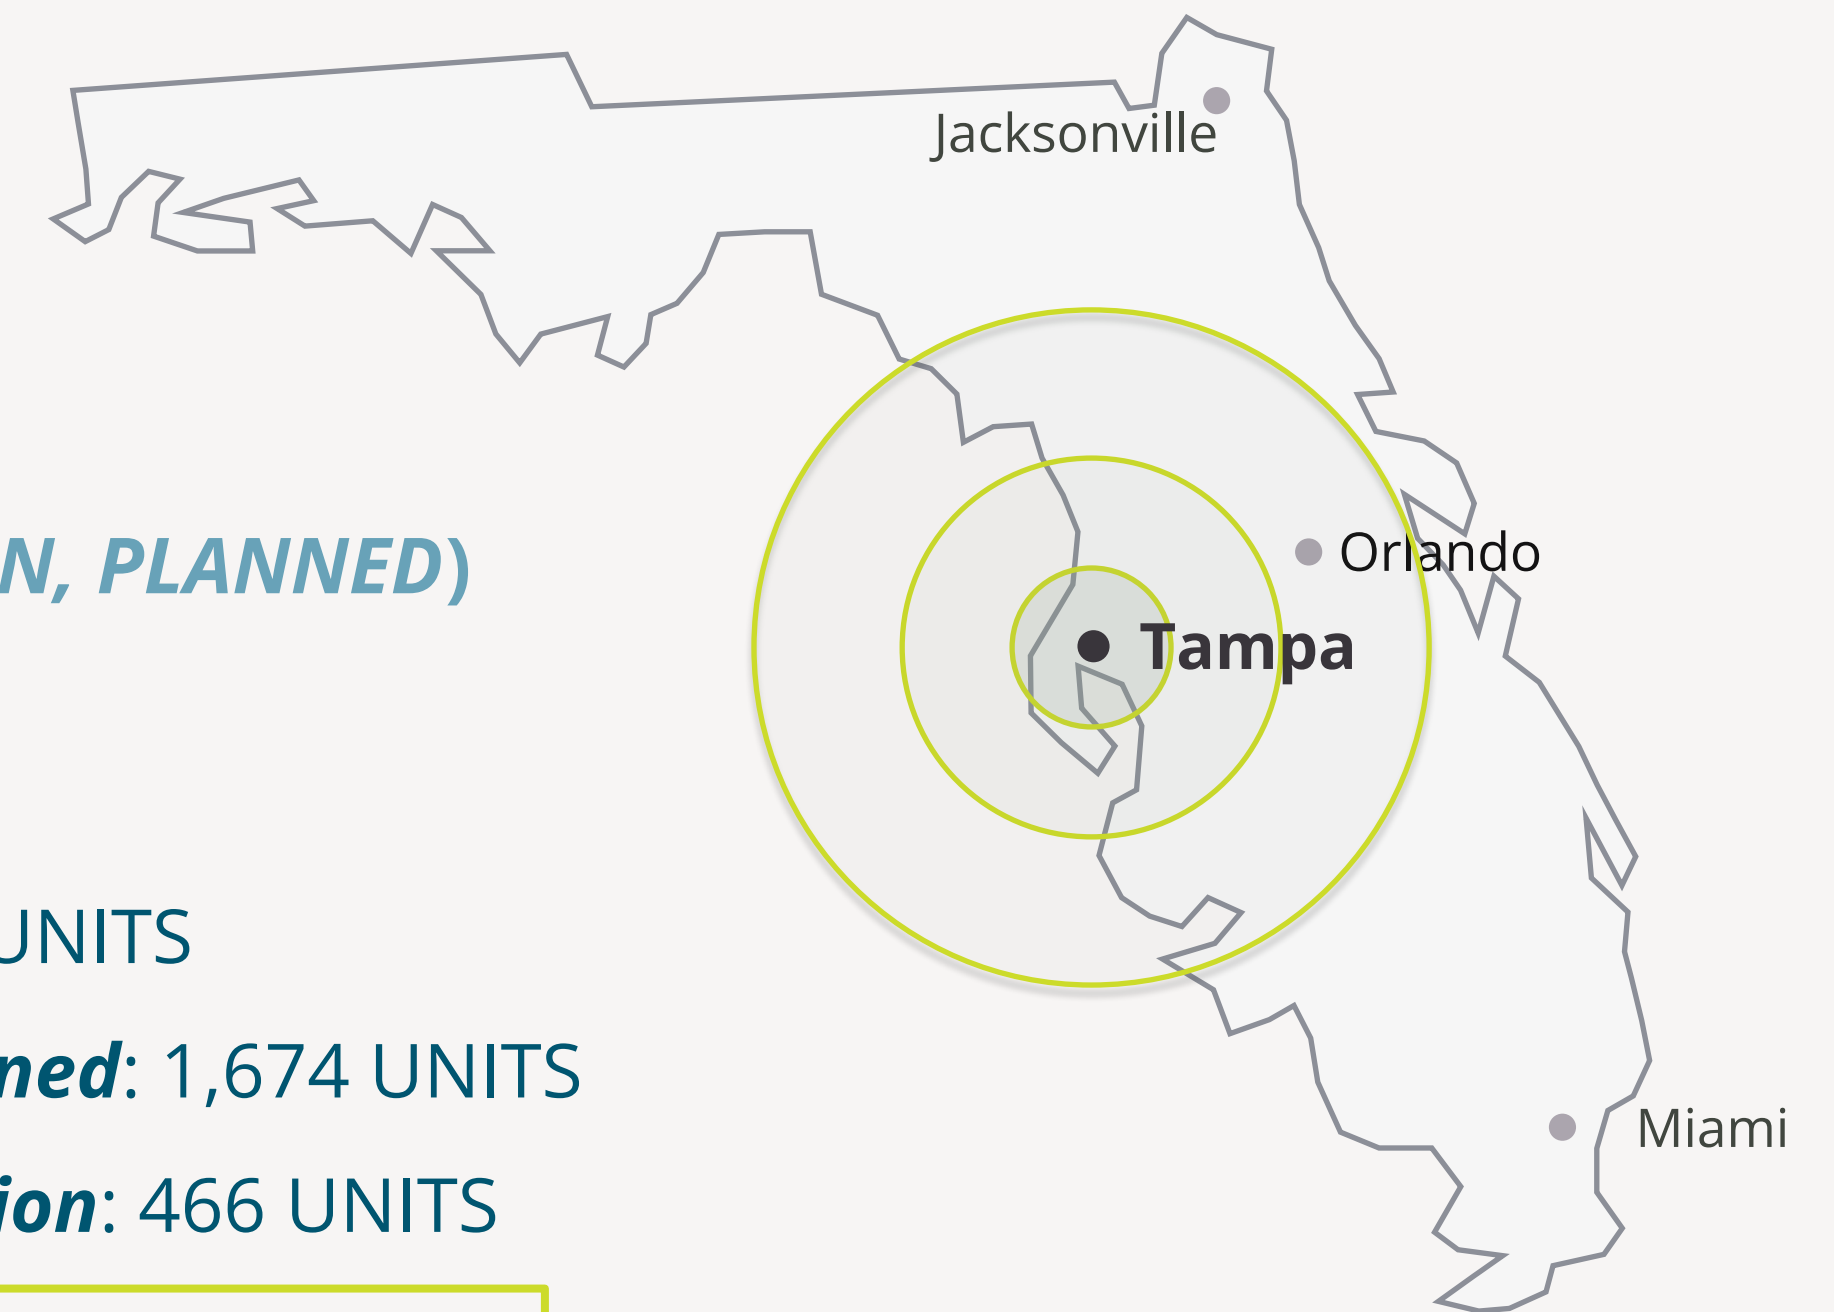 Jacksonville
N, PLANNED)
Orlando
Tampa
UNITS
ned: 1,674 UNITS
Miami
ion: 466 UNITS